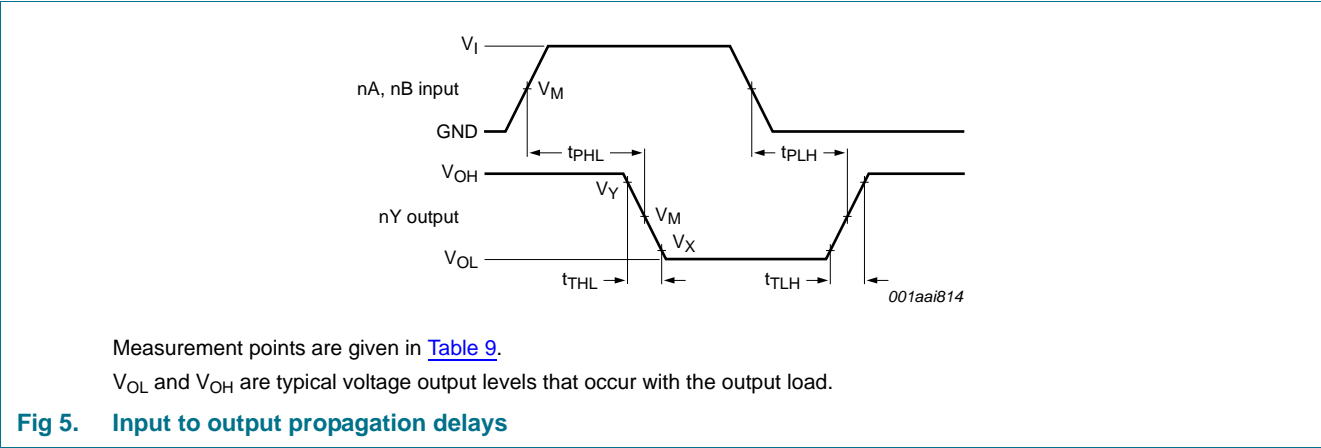 V_I
nA, nB input
V_M
GND
t_PHL
t_PLH
V_OH
V_Y
nY output
V_M
V_X
V_OL
t_THL
t_TLH
001aai814
Measurement points are given in Table 9.
V_OL and V_OH are typical voltage output levels that occur with the output load.
Fig 5. Input to output propagation delays